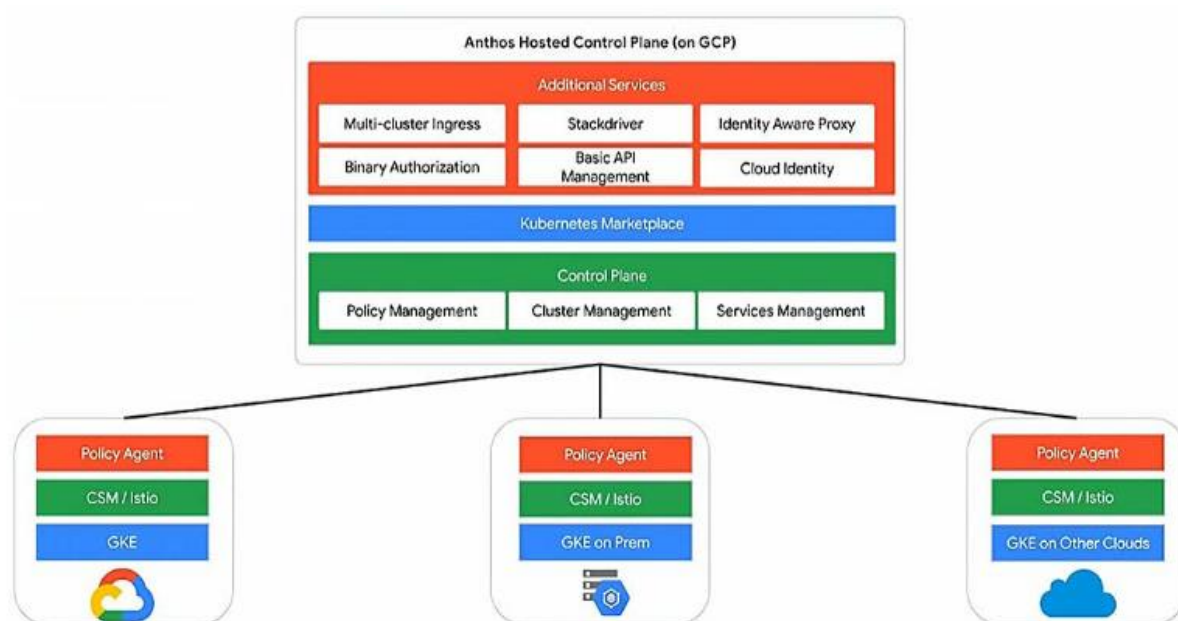 Anthos Hosted Control Plane (on GCP)
Additional Services
Multi-cluster Ingress
Stackdriver
Identity Aware Proxy
Binary Authorization
Basic API
Management
Cloud Identity
Kubernetes Marketplace
Control Plane
Policy Management
Cluster Management
Services Management
Policy Agent
CSM / Istio
GKE
Policy Agent
CSM / Istio
GKE on Prem
Policy Agent
CSM / Istio
GKE on Other Clouds